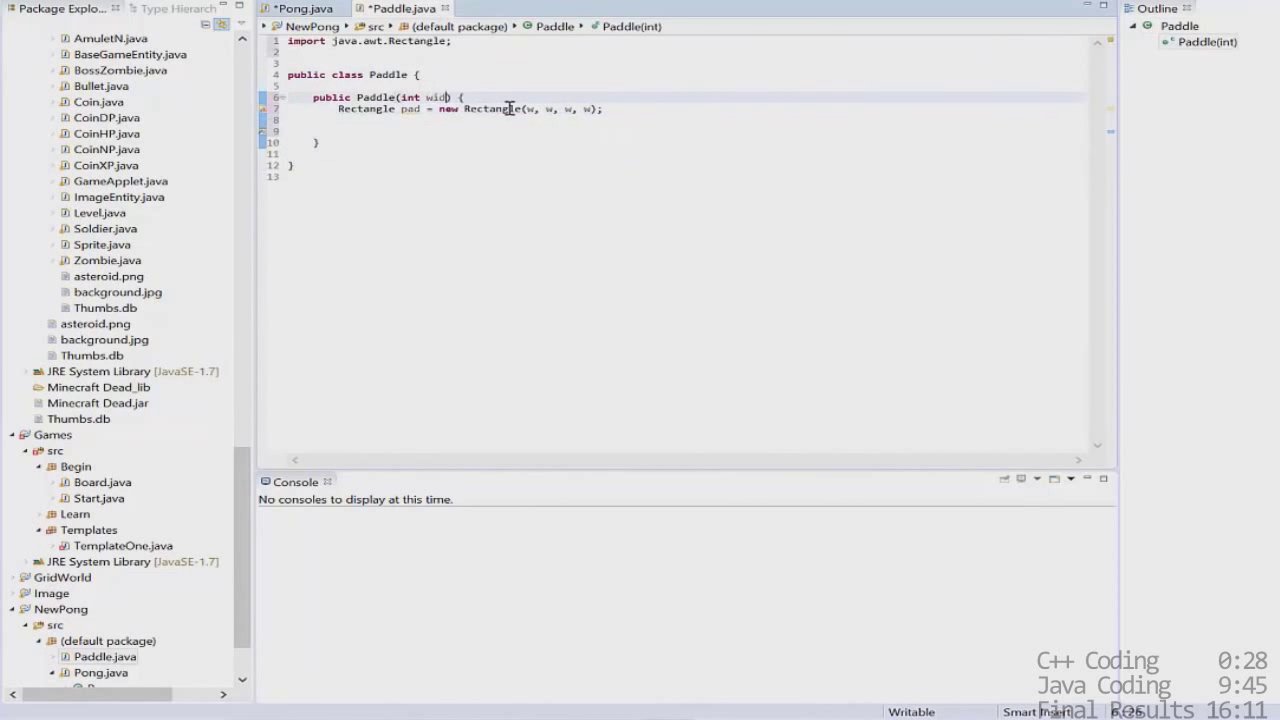 Package Explo...
Type Hierarch
AmuletN.java
BaseGameEntity.java
BossZombie.java
Bullet.java
Coin.java
CoinDP.java
CoinHP.java
CoinNP.java
CoinXP.java
GameApplet.java
ImageEntity.java
Level.java
Soldier.java
Sprite.java
Zombie.java
asteroid.png
background.jpg
Thumbs.db
asteroid.png
background.jpg
Thumbs.db
JRE System Library [JavaSE-1.7]
Minecraft Dead_lib
Minecraft Dead.jar
Thumbs.db
Games
src
Begin
Board.java
Start.java
Learn
Templates
TemplateOne.java
JRE System Library [JavaSE-1.7]
GridWorld
Image
NewPong
src
(default package)
Paddle.java
Pong.java
*Pong.java
*Paddle.java
NewPong
src
(default package)
Paddle
Paddle(int)
1 import java.awt.Rectangle;
2
3
4 public class Paddle {
5
6 public Paddle(int wid) {
7 Rectangle pad = new Rectangle(w, w, w, w);
8
9
10 }
11
12 }
13
Console
No consoles to display at this time.
Outline
Paddle
Paddle(int)
C++ Coding 0:28
Java Coding 9:45
Final Results 16:11
Writable
Smart Insert